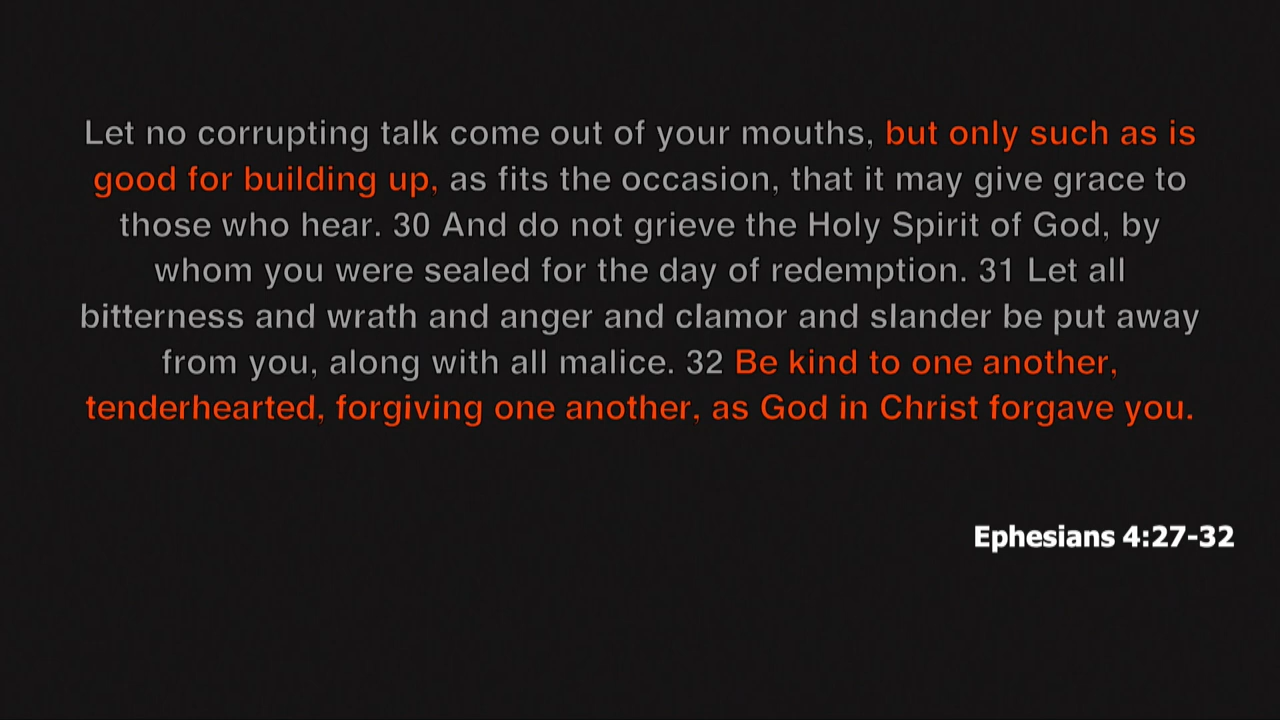 Let no corrupting talk come out of your mouths, but only such as is
good for building up, as fits the occasion, that it may give grace to
those who hear. 30 And do not grieve the Holy Spirit of God, by
whom you were sealed for the day of redemption. 31 Let all
bitterness and wrath and anger and clamor and slander be put away
from you, along with all malice. 32 Be kind to one another,
tenderhearted, forgiving one another, as God in Christ forgave you.
Ephesians 4:27-32